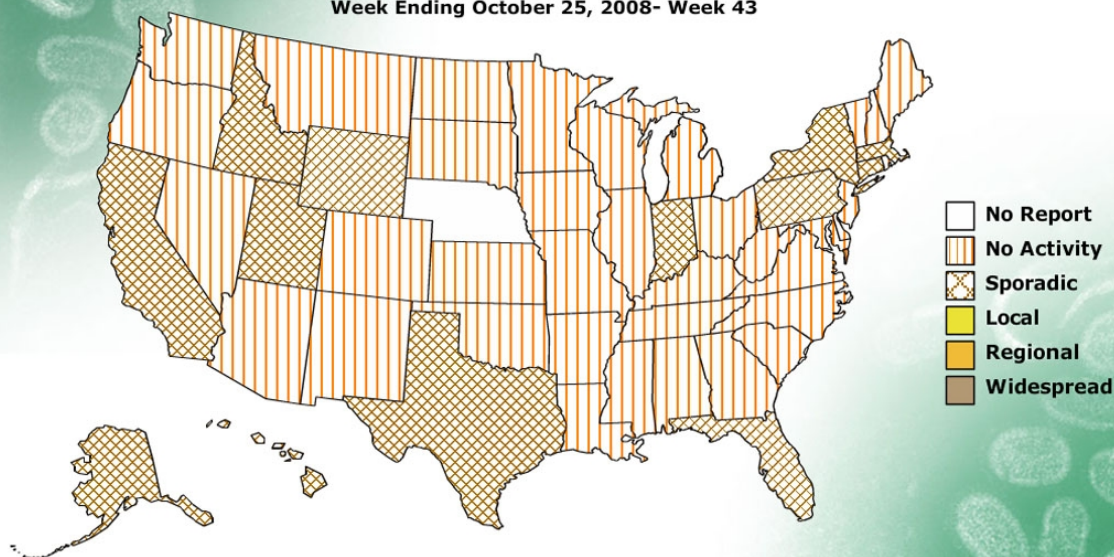 Week Ending October 25, 2008- Week 43
No Report
No Activity
Sporadic
Local
Regional
Widespread